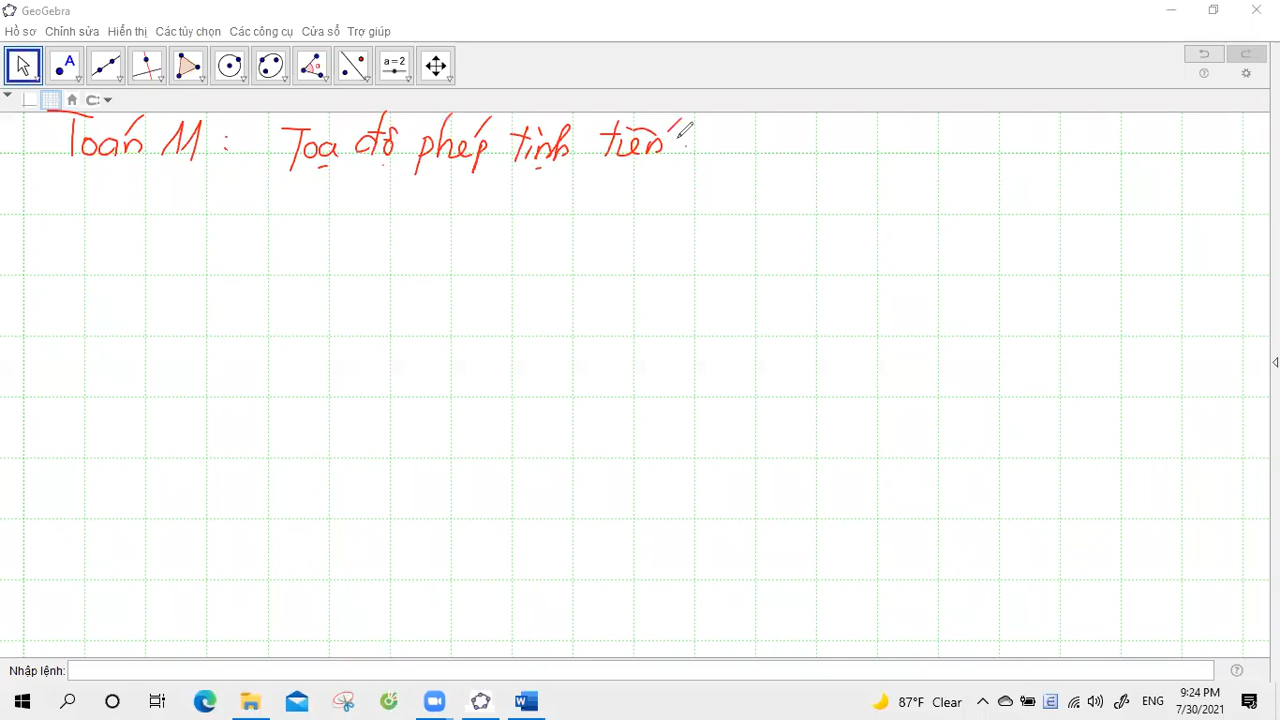 GeoGebra
Hồ sơ Chỉnh sửa Hiển thị Các tùy chọn Các công cụ Cửa sổ Trợ giúp
A
a=2
Toán 11 : Tọa độ phép tịnh tiến
Nhập lệnh:
87°F Clear
ENG
9:24 PM
7/30/2021